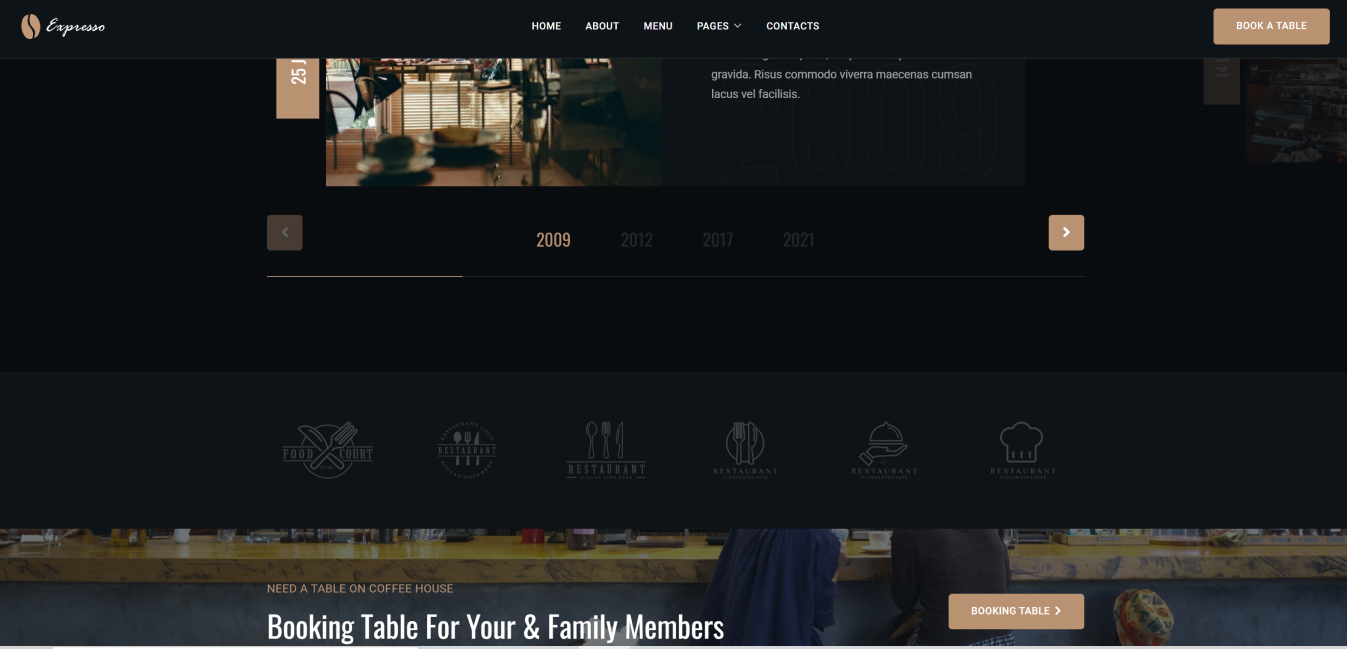 Expresso
HOME ABOUT MENU PAGES CONTACTS
BOOK A TABLE
25
gravida. Risus commodo viverra maecenas cumsan
lacus vel facilisis.
2009
14
2009 2012 2017 2021
FOOD COURT
RESTAURANT
RESTAURANT
RESTAURANT
RESTAURANT
RESTAURANT
NEED A TABLE ON COFFEE HOUSE
Booking Table For Your & Family Members
BOOKING TABLE